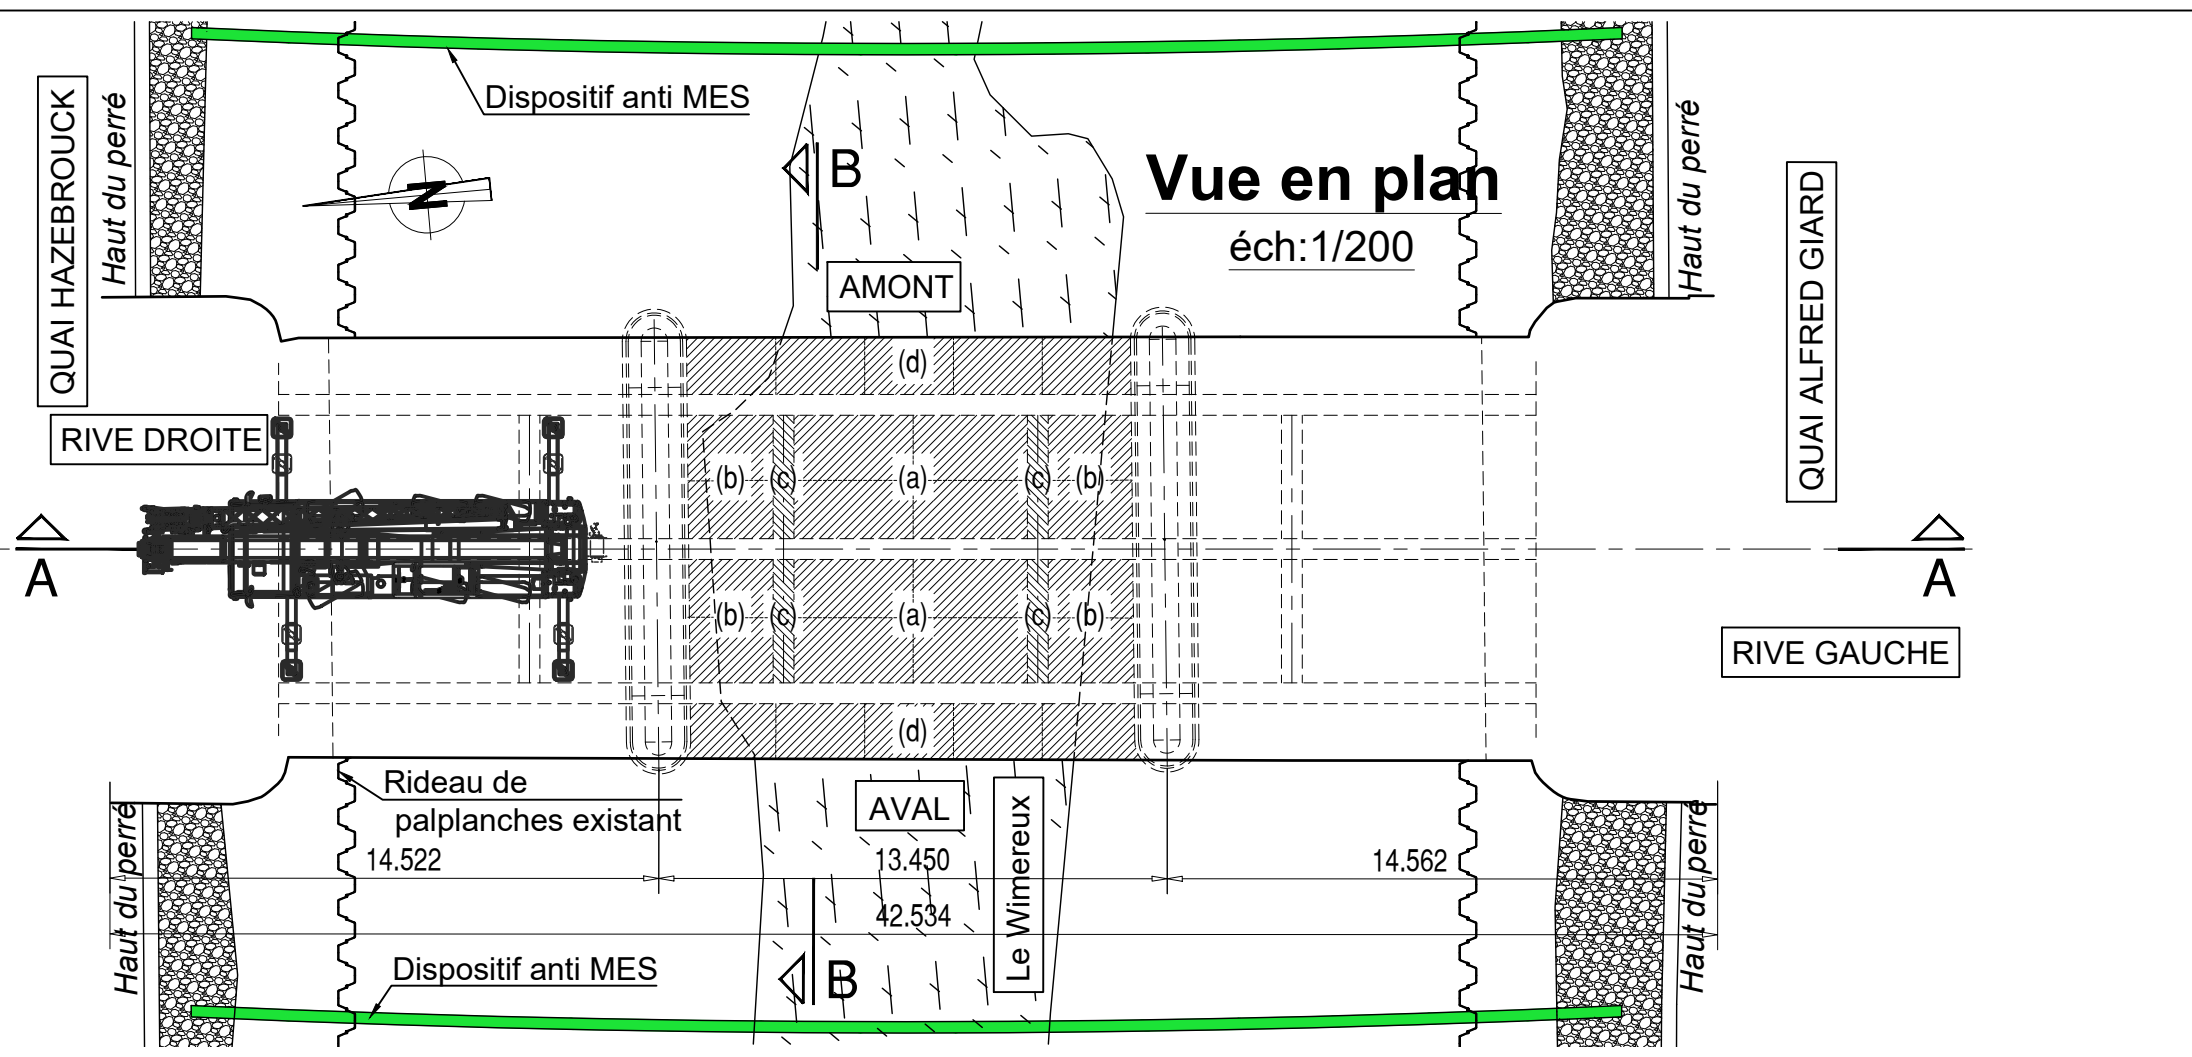 Dispositif anti MES
QUAI HAZEBROUCK
Haut du perré
N
B
Vue en plan
éch:1/200
Haut du perré
QUAI ALFRED GIARD
AMONT
(d)
RIVE DROITE
(b) (c) (a) (c) (b)
A
A
(b) (c) (a) (c) (b)
RIVE GAUCHE
(d)
Rideau de
palplanches existant
AVAL
Le Wimereux
Haut du perré
Haut du perré
14.522
13.450
14.562
42.534
Dispositif anti MES
B